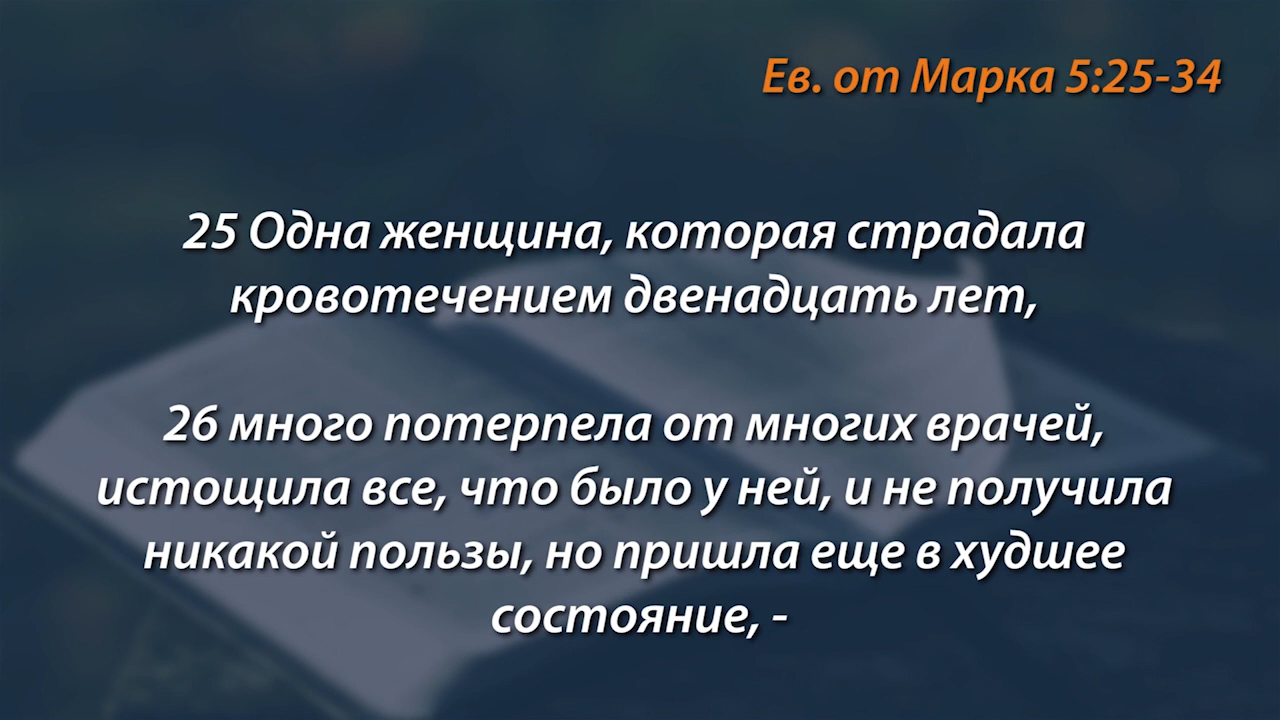 Ев. от Марка 5:25-34
25 Одна женщина, которая страдала
кровотечением двенадцать лет,
26 много потерпела от многих врачей,
истощила все, что было у ней, и не получила
никакой пользы, но пришла еще в худшее
состояние, -